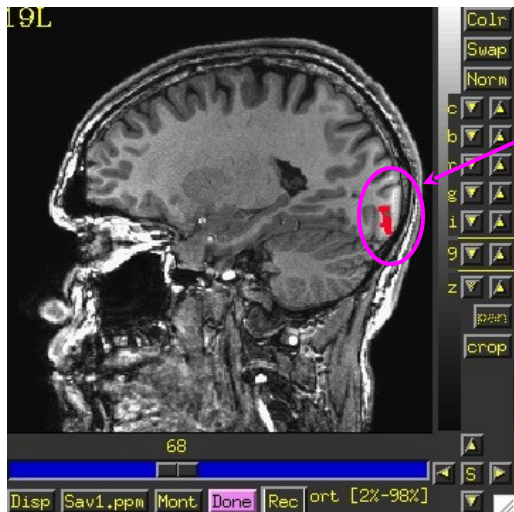 19L
Colr
Swap
Norm
c
b
r
g
i
9
z
pan
crop
68
S
Disp Sav1.ppm Mont Done Rec ort [2%-98%]